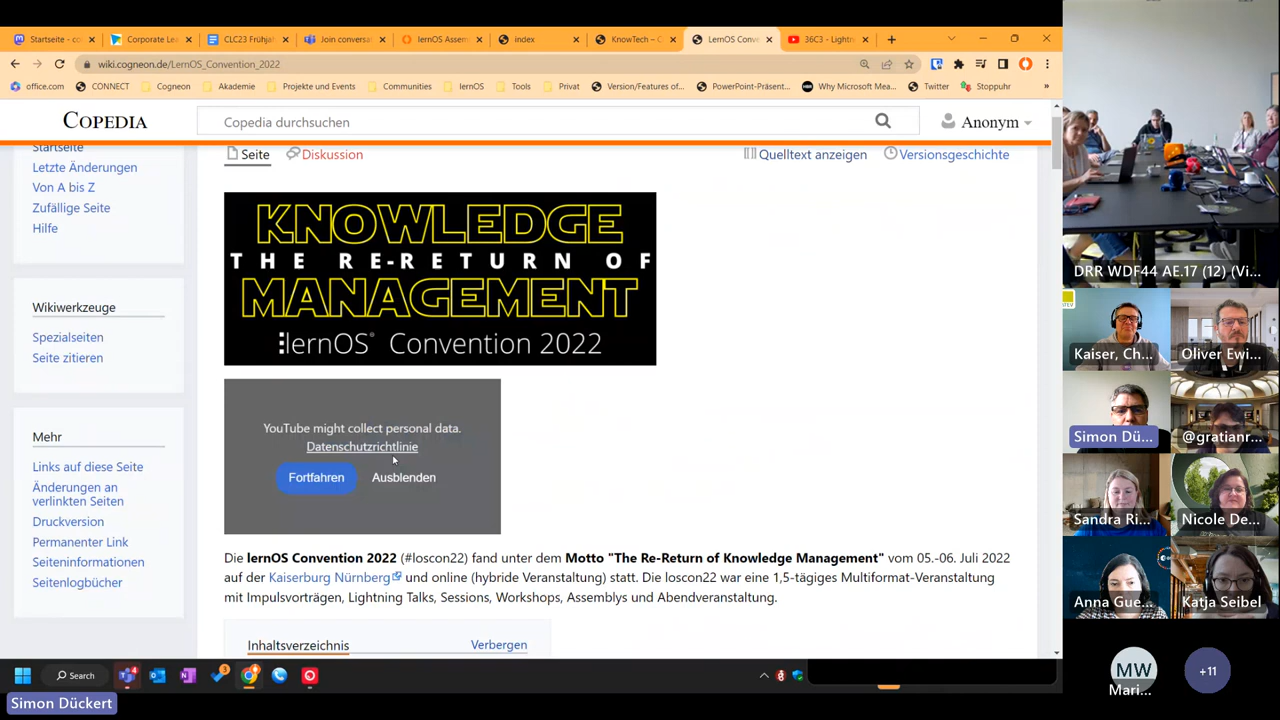 Startseite - co
Corporate Lea
CLC23 Frühja
Join conversa
lernOS Assem
index
KnowTech – C
LernOS Conve
36C3 - Lightn
wiki.cogneon.de/LernOS_Convention_2022
office.com
CONNECT
Cogneon
Akademie
Projekte und Events
Communities
lernOS
Tools
Privat
Version/Features of...
PowerPoint-Präsent...
Why Microsoft Mea...
Twitter
Stoppuhr
»
Copedia
Copedia durchsuchen
Anonym
Startseite
Letzte Änderungen
Von A bis Z
Zufällige Seite
Hilfe
Wikiwerkzeuge
Spezialseiten
Seite zitieren
Mehr
Links auf diese Seite
Änderungen an
verlinkten Seiten
Druckversion
Permanenter Link
Seiteninformationen
Seitenlogbücher
Seite
Diskussion
Quelltext anzeigen
Versionsgeschichte
KNOWLEDGE
THE RE-RETURN OF
MANAGEMENT
lernOS® Convention 2022
YouTube might collect personal data.
Datenschutzrichtlinie
Fortfahren
Ausblenden
Die lernOS Convention 2022 (#loscon22) fand unter dem Motto "The Re-Return of Knowledge Management" vom 05.-06. Juli 2022
auf der Kaiserburg Nürnberg und online (hybride Veranstaltung) statt. Die loscon22 war eine 1,5-tägiges Multiformat-Veranstaltung
mit Impulsvorträgen, Lightning Talks, Sessions, Workshops, Assemblys und Abendveranstaltung.
Inhaltsverzeichnis
Verbergen
Search
Simon Dückert
DRR WDF44 AE.17 (12) (Vi...
Kaiser, Ch...
Oliver Ewi...
Simon Dü...
@gratianr...
Sandra Ri...
Nicole De...
Anna Gue...
Katja Seibel
MW
Mari...
+11